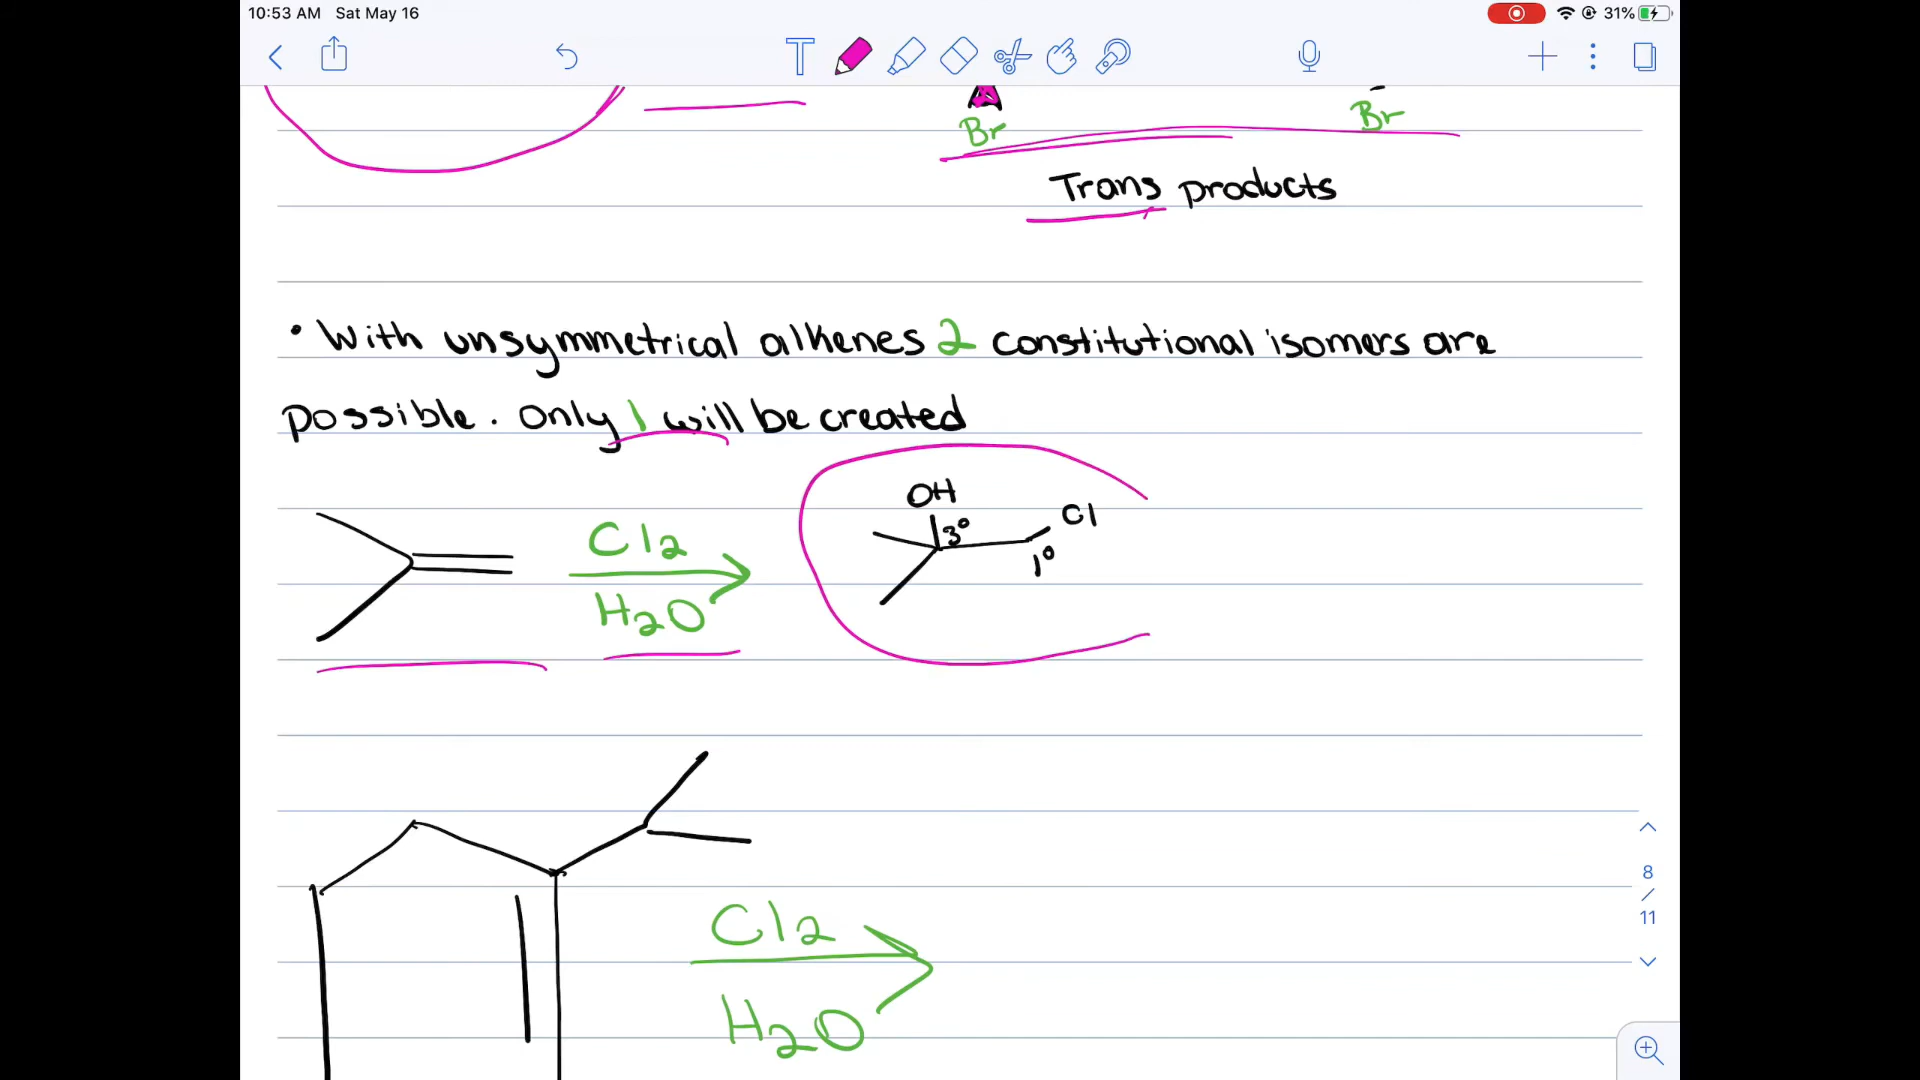 10:53 AM Sat May 16
31%
T
Br
Br
Trans products
• With unsymmetrical alkenes 2 constitutional isomers are
possible. Only 1 will be created
OH
3°
Cl
1°
Cl2
H2O
8
/
11
Cl2
H2O